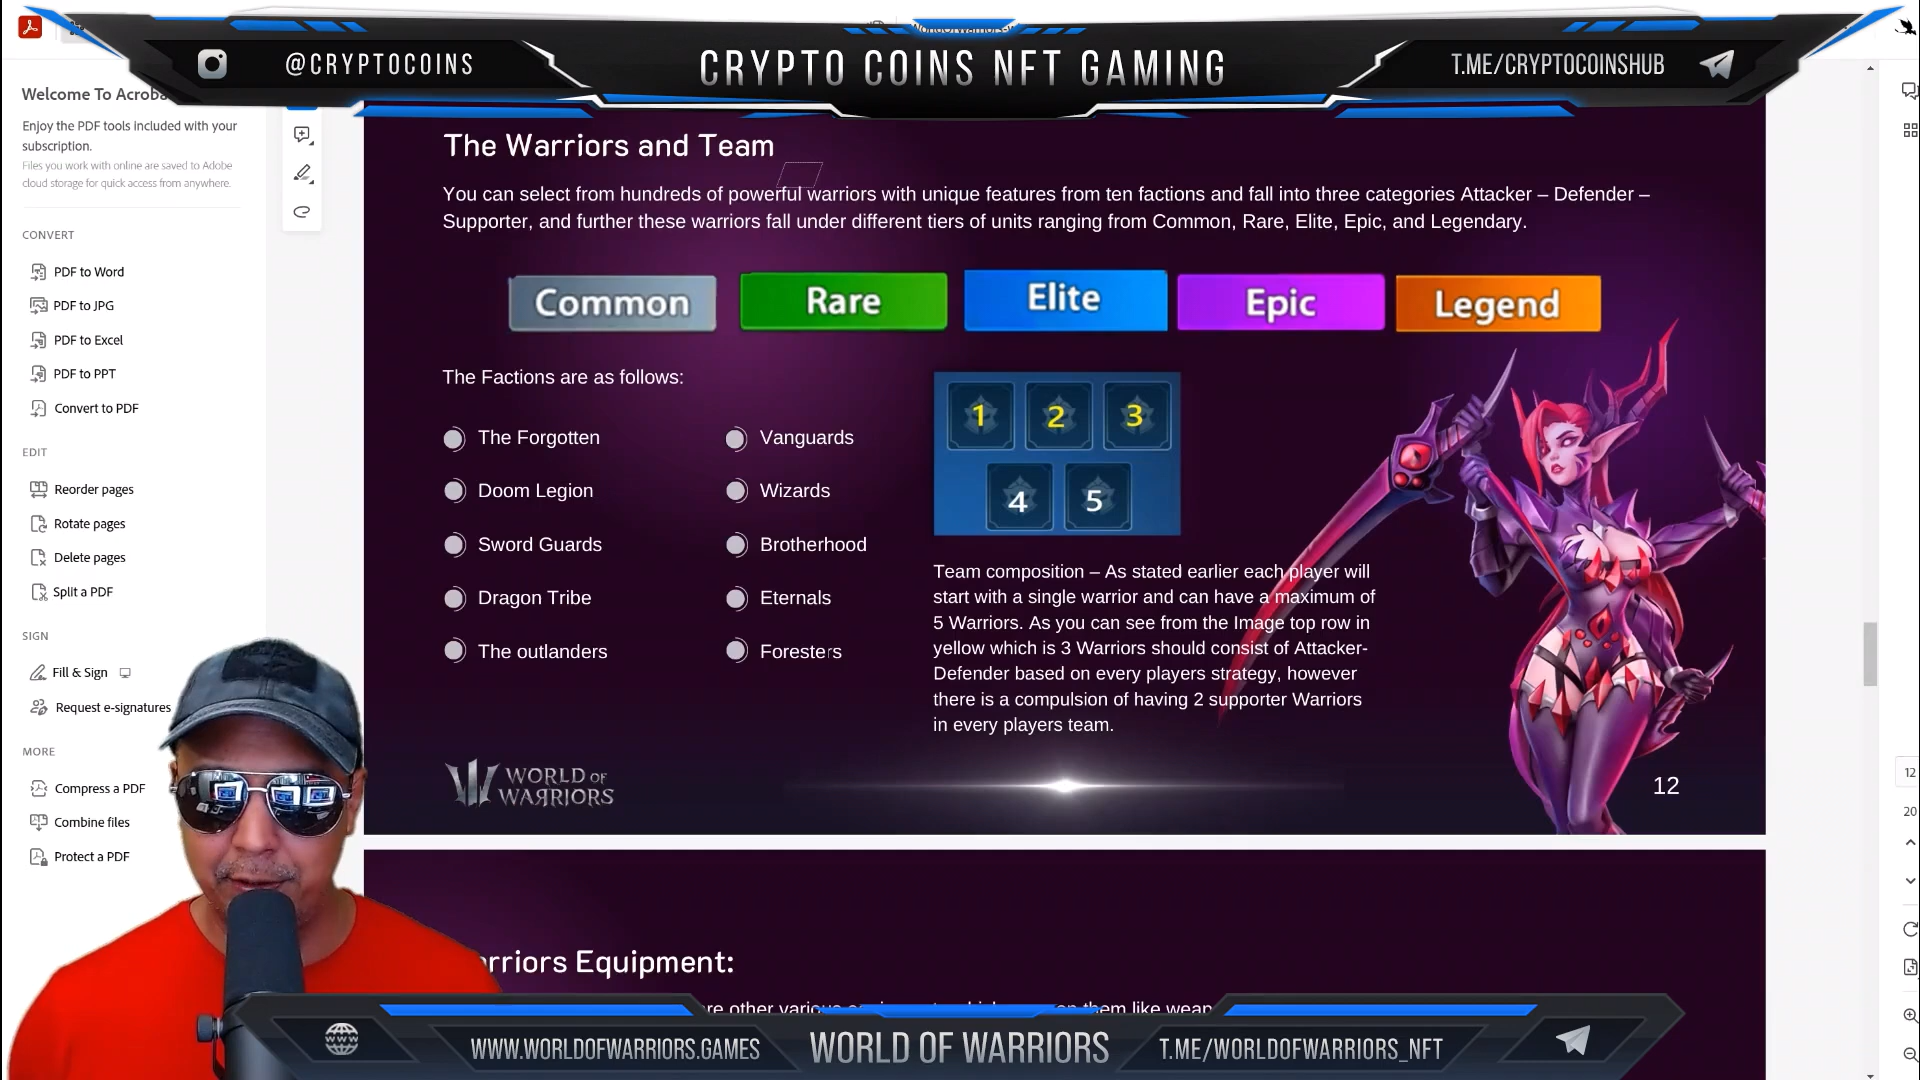 @CRYPTOCOINS
CRYPTO COINS NFT GAMING
T.ME/CRYPTOCOINSHUB
Welcome To Acroba
Enjoy the PDF tools included with your
subscription.
Files you work with online are saved to Adobe
cloud storage for quick access from anywhere.
CONVERT
PDF to Word
PDF to JPG
PDF to Excel
PDF to PPT
Convert to PDF
EDIT
Reorder pages
Rotate pages
Delete pages
Split a PDF
SIGN
Fill & Sign
Request e-signatures
MORE
Compress a PDF
Combine files
Protect a PDF
The Warriors and Team
You can select from hundreds of powerful warriors with unique features from ten factions and fall into three categories Attacker – Defender –
Supporter, and further these warriors fall under different tiers of units ranging from Common, Rare, Elite, Epic, and Legendary.
Common
Rare
Elite
Epic
Legend
The Factions are as follows:
The Forgotten
Doom Legion
Sword Guards
Dragon Tribe
The outlanders
Vanguards
Wizards
Brotherhood
Eternals
Foresters
1 2 3
4 5
Team composition – As stated earlier each player will
start with a single warrior and can have a maximum of
5 Warriors. As you can see from the Image top row in
yellow which is 3 Warriors should consist of Attacker-
Defender based on every players strategy, however
there is a compulsion of having 2 supporter Warriors
in every players team.
WORLD OF
WARRIORS
12
12
20
rriors Equipment:
re other various
them like weap
WWW
WWW.WORLDOFWARRIORS.GAMES
WORLD OF WARRIORS
T.ME/WORLDOFWARRIORS_NFT